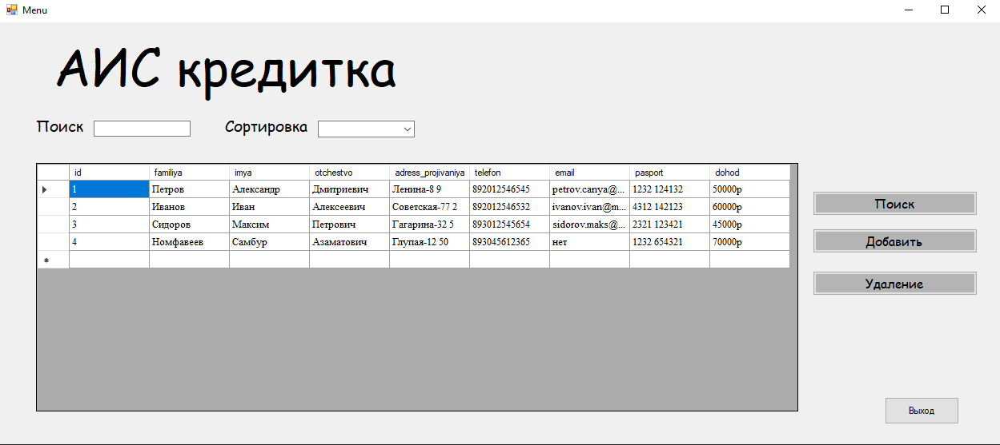 Menu
АИС кредитка
Поиск Сортировка
id familiya imya otchestvo adress_projivaniya telefon email pasport dohod
1 Петров Александр Дмитриевич Ленина-8 9 892012546545 petrov.canya@... 1232 124132 50000р
2 Иванов Иван Алексеевич Советская-77 2 892012546532 ivanov.ivan@m... 4312 142123 60000р
3 Сидоров Максим Петрович Гагарина-32 5 893012545654 sidorov.maks@... 2321 123421 45000р
4 Номфавеев Самбур Азаматович Глупая-12 50 893045612365 нет 1232 654321 70000р
Поиск
Добавить
Удаление
Выход